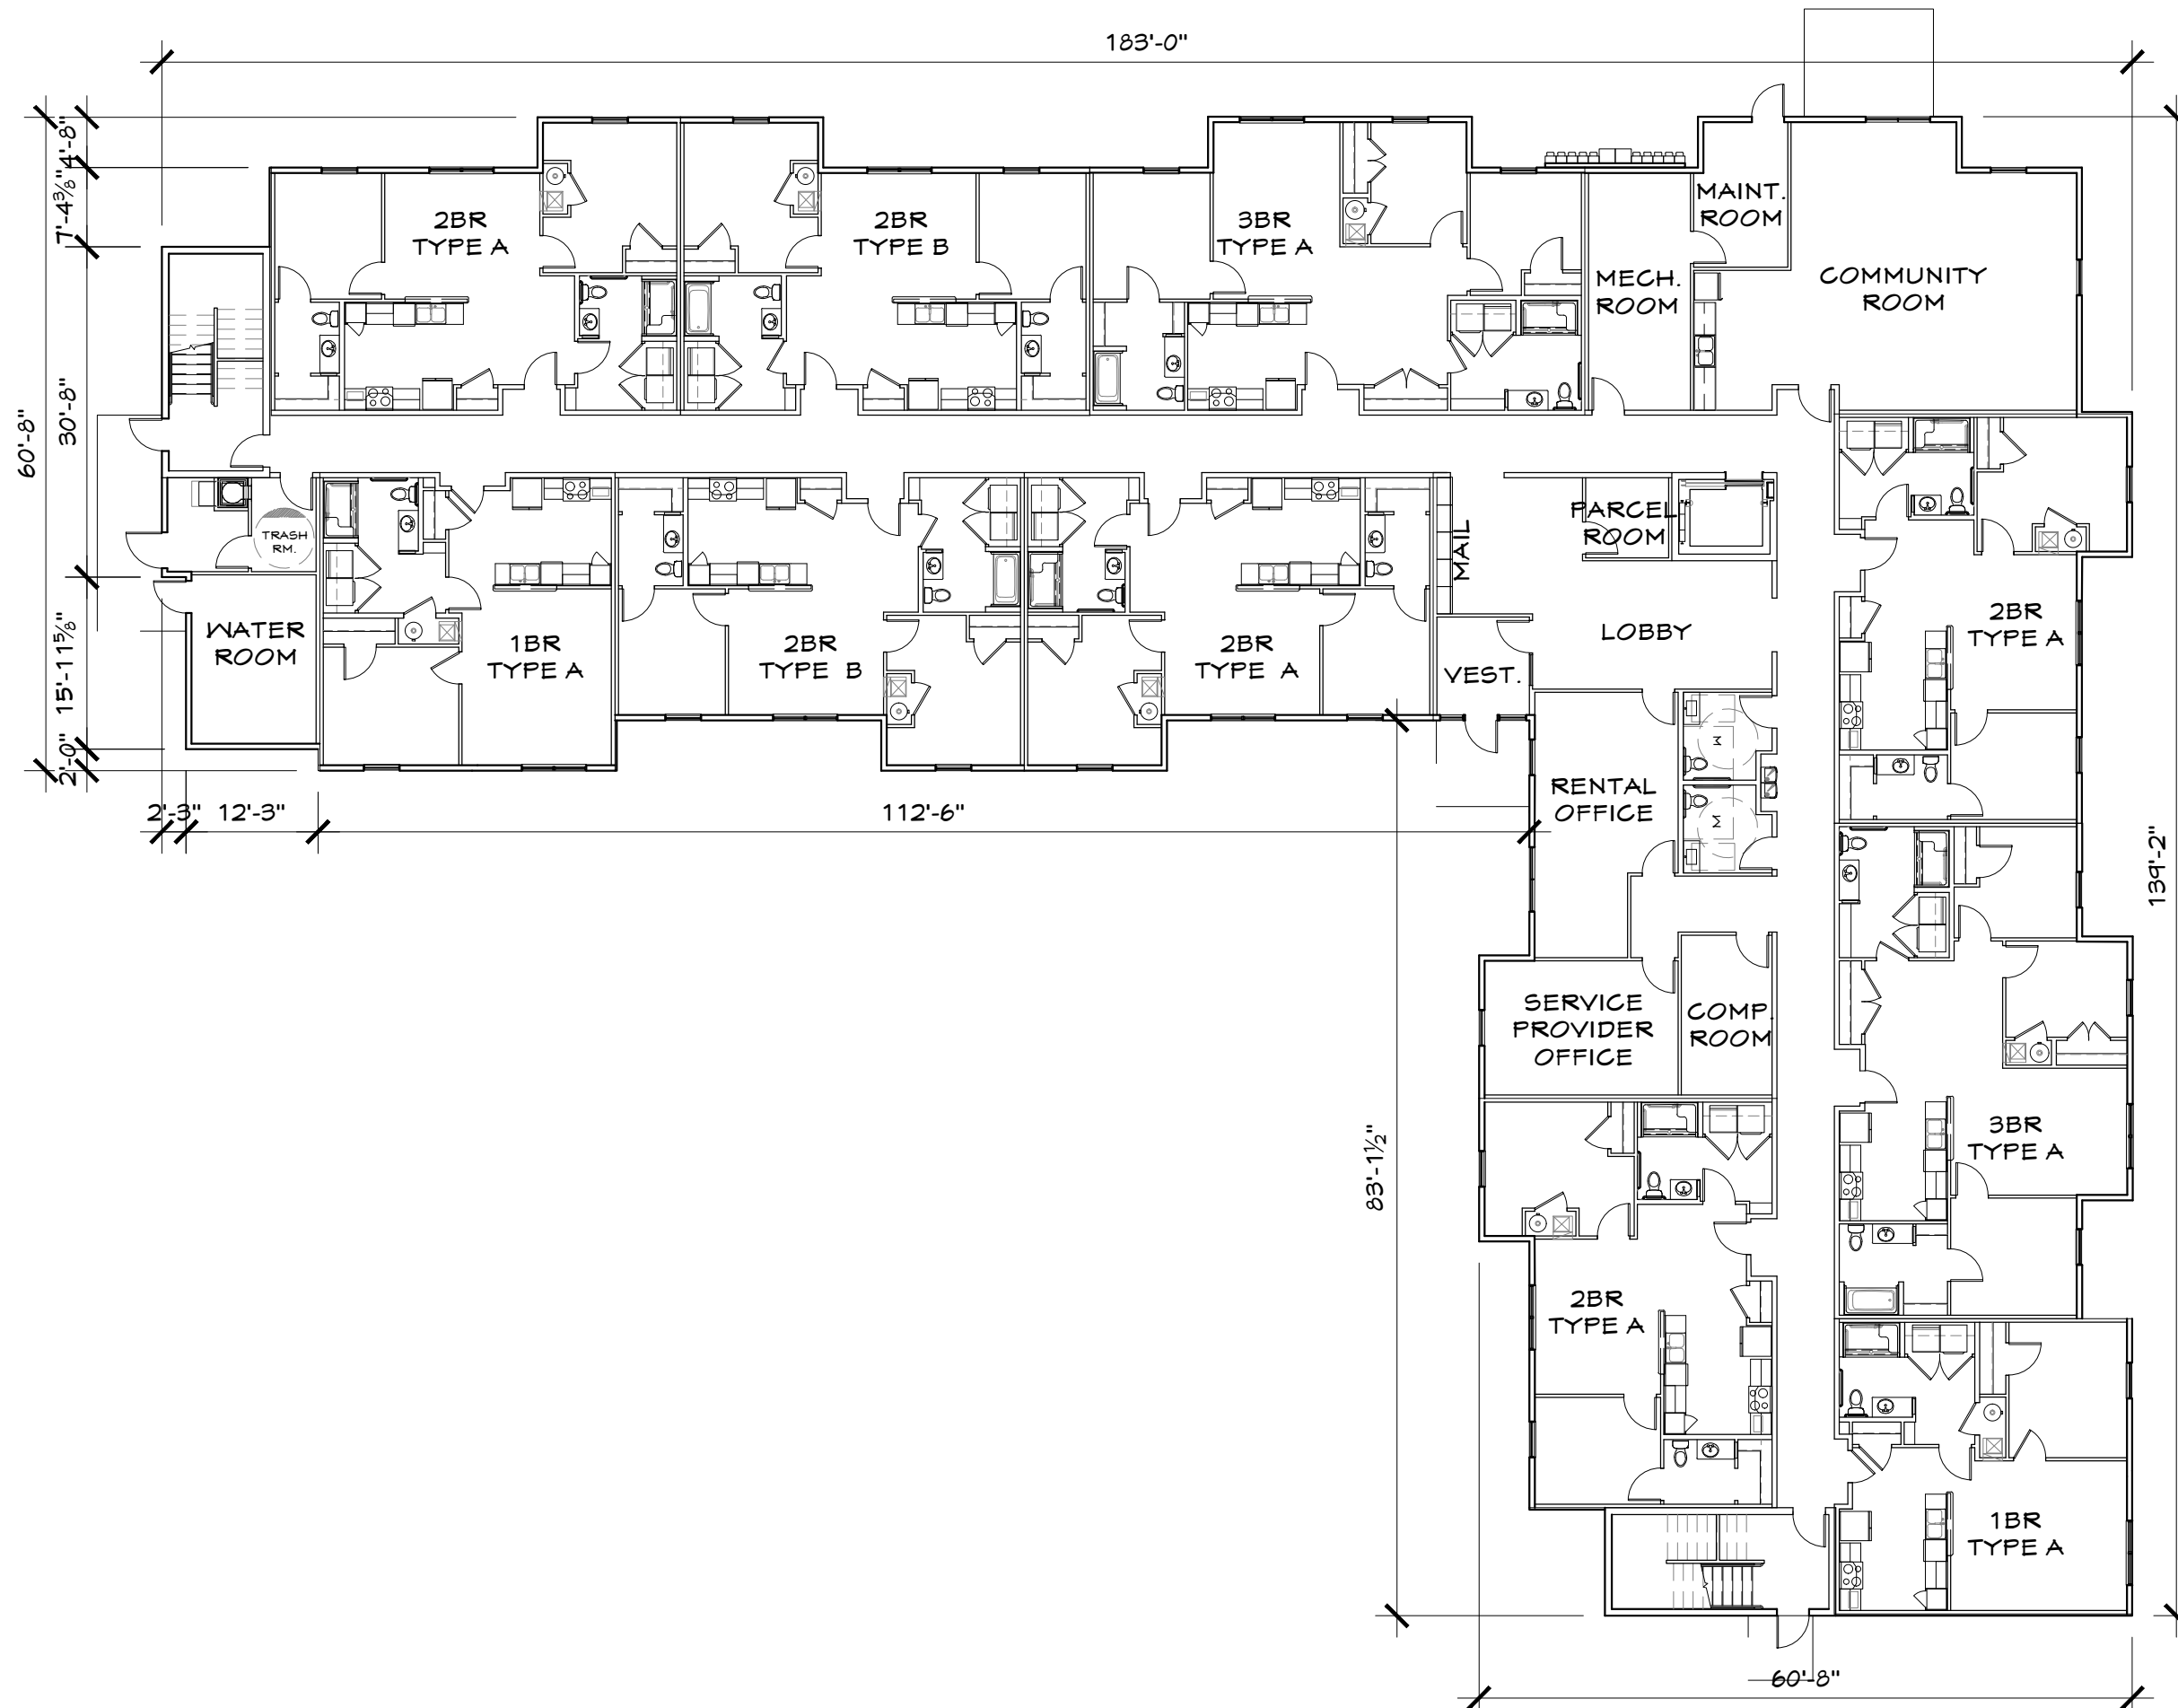 183'-0"
4'-8"
7'-4⅜"
30'-8"
60'-8"
15'-11⅝"
2'-0"
2'-3"
12'-3"
112'-6"
139'-2"
83'-1½"
60'-8"
2BR
TYPE A
2BR
TYPE B
3BR
TYPE A
MECH.
ROOM
MAINT.
ROOM
COMMUNITY
ROOM
TRASH
RM.
WATER
ROOM
1BR
TYPE A
2BR
TYPE B
2BR
TYPE A
MAIL
PARCEL
ROOM
LOBBY
VEST.
2BR
TYPE A
RENTAL
OFFICE
M
M
SERVICE
PROVIDER
OFFICE
COMP.
ROOM
3BR
TYPE A
2BR
TYPE A
1BR
TYPE A